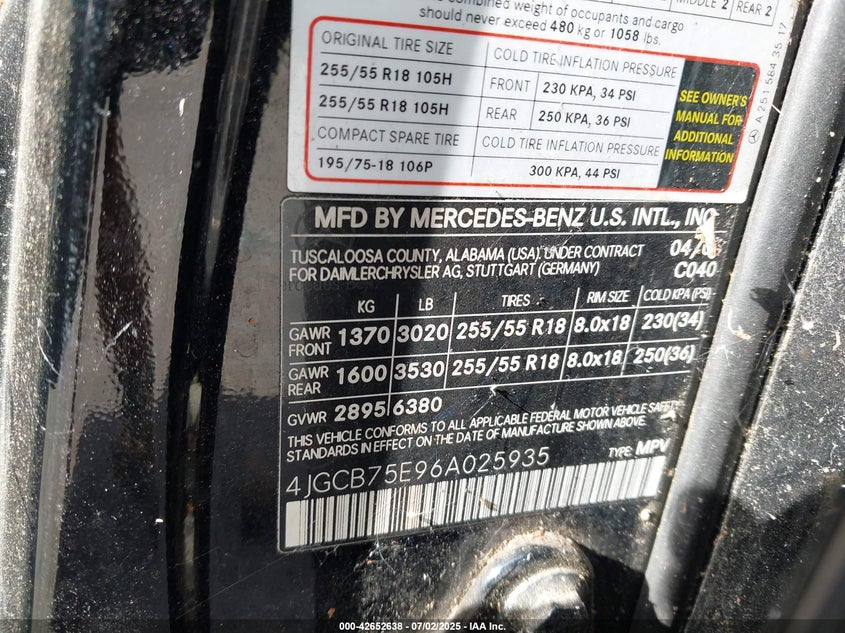 MIDDLE 2 REAR 2
combined weight of occupants and cargo
should never exceed 480 kg or 1058 lbs.
ORIGINAL TIRE SIZE COLD TIRE INFLATION PRESSURE
255/55 R18 105H FRONT 230 KPA, 34 PSI
255/55 R18 105H REAR 250 KPA, 36 PSI
COMPACT SPARE TIRE COLD TIRE INFLATION PRESSURE
195/75-18 106P 300 KPA, 44 PSI
SEE OWNER'S
MANUAL FOR
ADDITIONAL
INFORMATION
A 251 584 35 17
MFD BY MERCEDES-BENZ U.S. INTL., INC
TUSCALOOSA COUNTY, ALABAMA (USA), UNDER CONTRACT 04/0
FOR DAIMLERCHRYSLER AG, STUTTGART (GERMANY) C040
KG LB TIRES RIM SIZE COLD KPA (PSI)
GAWR FRONT 1370 3020 255/55 R18 8.0x18 230(34)
GAWR REAR 1600 3530 255/55 R18 8.0x18 250(36)
GVWR 2895 6380
THIS VEHICLE CONFORMS TO ALL APPLICABLE FEDERAL MOTOR VEHICLE SAFETY
STANDARDS IN EFFECT ON THE DATE OF MANUFACTURE SHOWN ABOVE.
4JGCB75E96A025935 TYPE: MPV
000-42652638 - 07/02/2025 - IAA Inc.